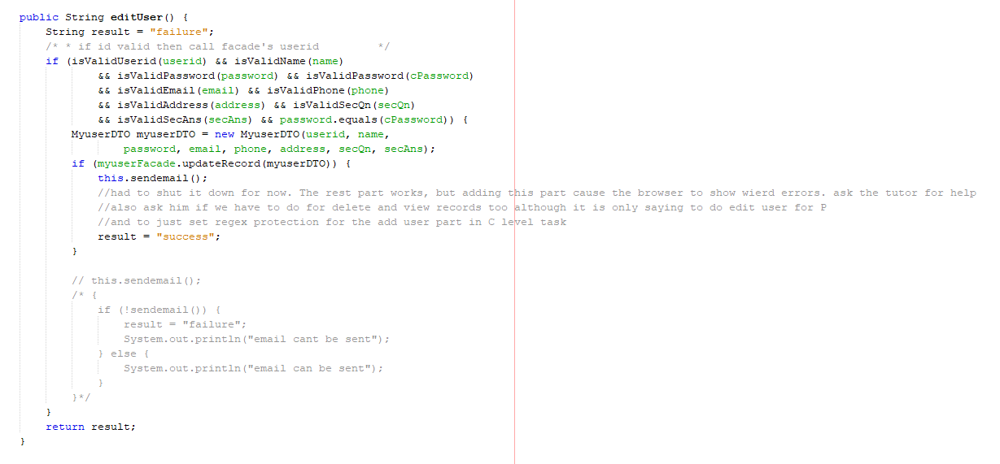 public String editUser() {
    String result = "failure";
    /* * if id valid then call facade's userid         */
    if (isValidUserid(userid) && isValidName(name)
            && isValidPassword(password) && isValidPassword(cPassword)
            && isValidEmail(email) && isValidPhone(phone)
            && isValidAddress(address) && isValidSecQn(secQn)
            && isValidSecAns(secAns) && password.equals(cPassword)) {
        MyuserDTO myuserDTO = new MyuserDTO(userid, name,
                password, email, phone, address, secQn, secAns);
        if (myuserFacade.updateRecord(myuserDTO)) {
            this.sendemail();
            //had to shut it down for now. The rest part works, but adding this part cause the browser to show wierd errors. ask the tutor for help
            //also ask him if we have to do for delete and view records too although it is only saying to do edit user for P
            //and to just set regex protection for the add user part in C level task
            result = "success";
        }

        // this.sendemail();
        /* {
            if (!sendemail()) {
                result = "failure";
                System.out.println("email cant be sent");
            } else {
                System.out.println("email can be sent");
            }
        }*/
    }
    return result;
}